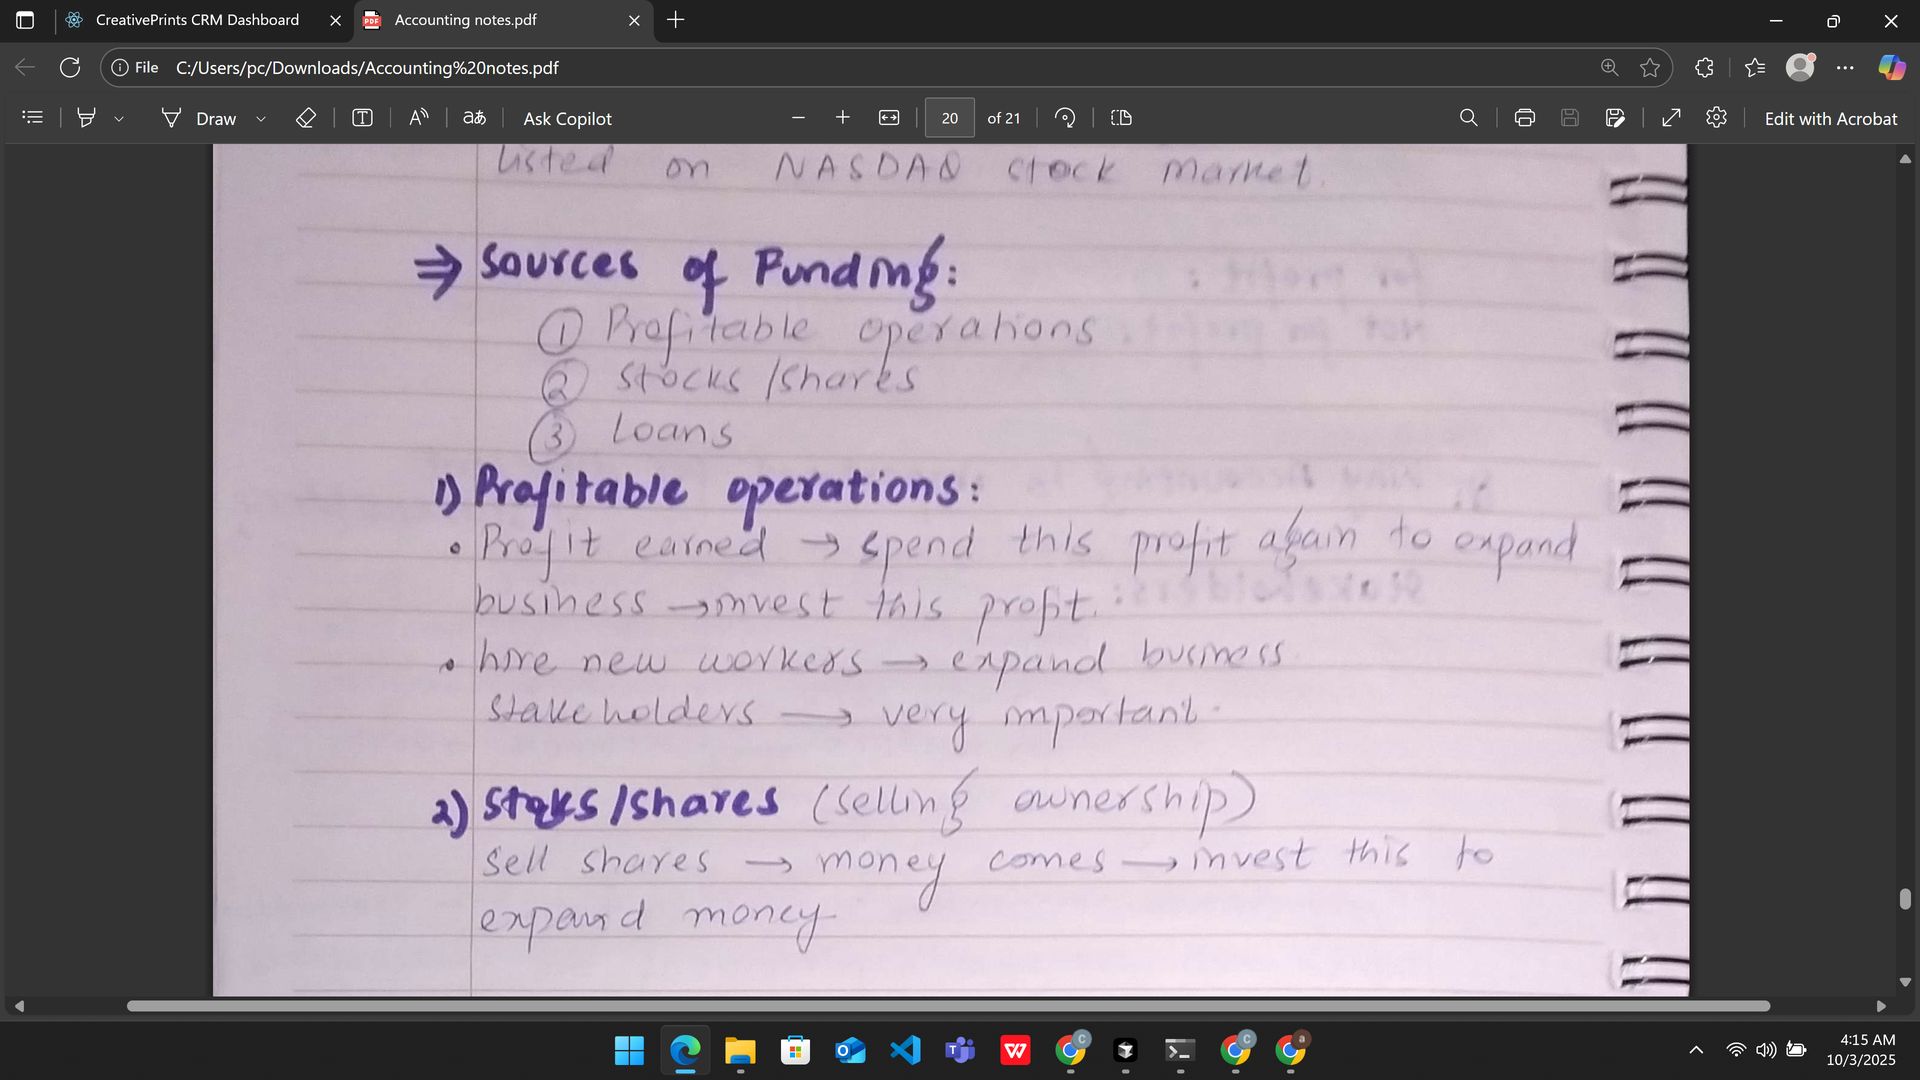 CreativePrints CRM Dashboard
Accounting notes.pdf
File C:/Users/pc/Downloads/Accounting%20notes.pdf
Draw
Ask Copilot
20 of 21
Edit with Acrobat
Listed on NASDAQ stock market.
⇒ Sources of Funding:
① Profitable operations
② Stocks /shares
③ Loans
1) Profitable operations:
• Profit earned → spend this profit again to expand
business → invest this profit.
• hire new workers → expand business
Stakeholders → very important.
2) Stoks/shares (selling ownership)
Sell shares → money comes → invest this to
expand money
4:15 AM
10/3/2025